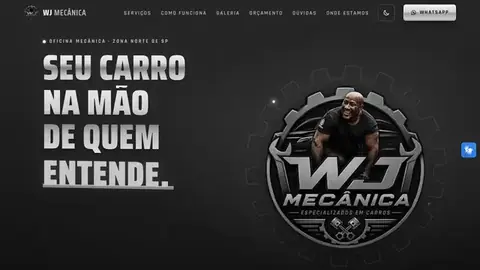 WJ MECÂNICA
SERVIÇOS
COMO FUNCIONA
GALERIA
ORÇAMENTO
DÚVIDAS
ONDE ESTAMOS
WHATSAPP
OFICINA MECÂNICA · ZONA NORTE DE SP
SEU CARRO
NA MÃO
DE QUEM
ENTENDE.
WJ
MECÂNICA
ESPECIALIZADOS EM CARROS